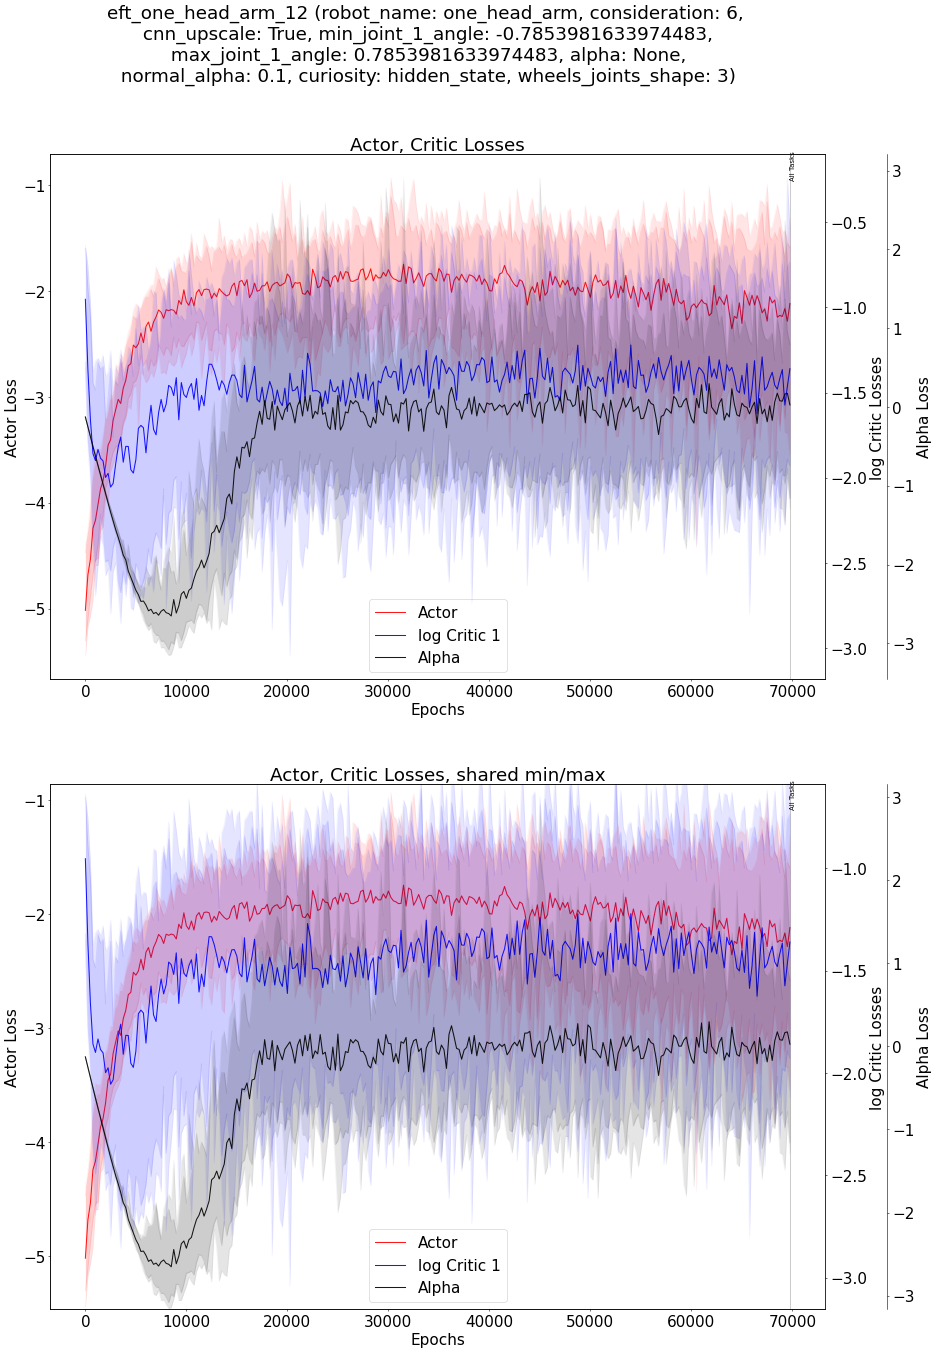 eft_one_head_arm_12 (robot_name: one_head_arm, consideration: 6,
cnn_upscale: True, min_joint_1_angle: -0.7853981633974483,
max_joint_1_angle: 0.7853981633974483, alpha: None,
normal_alpha: 0.1, curiosity: hidden_state, wheels_joints_shape: 3)
Actor, Critic Losses
All Tasks
−1
−2
−3
−4
−5
Actor Loss
−0.5
−1.0
−1.5
−2.0
−2.5
−3.0
log Critic Losses
3
2
1
0
−1
−2
−3
Alpha Loss
Actor
log Critic 1
Alpha
0 10000 20000 30000 40000 50000 60000 70000
Epochs
Actor, Critic Losses, shared min/max
All Tasks
−1
−2
−3
−4
−5
Actor Loss
−1.0
−1.5
−2.0
−2.5
−3.0
log Critic Losses
3
2
1
0
−1
−2
−3
Alpha Loss
Actor
log Critic 1
Alpha
0 10000 20000 30000 40000 50000 60000 70000
Epochs